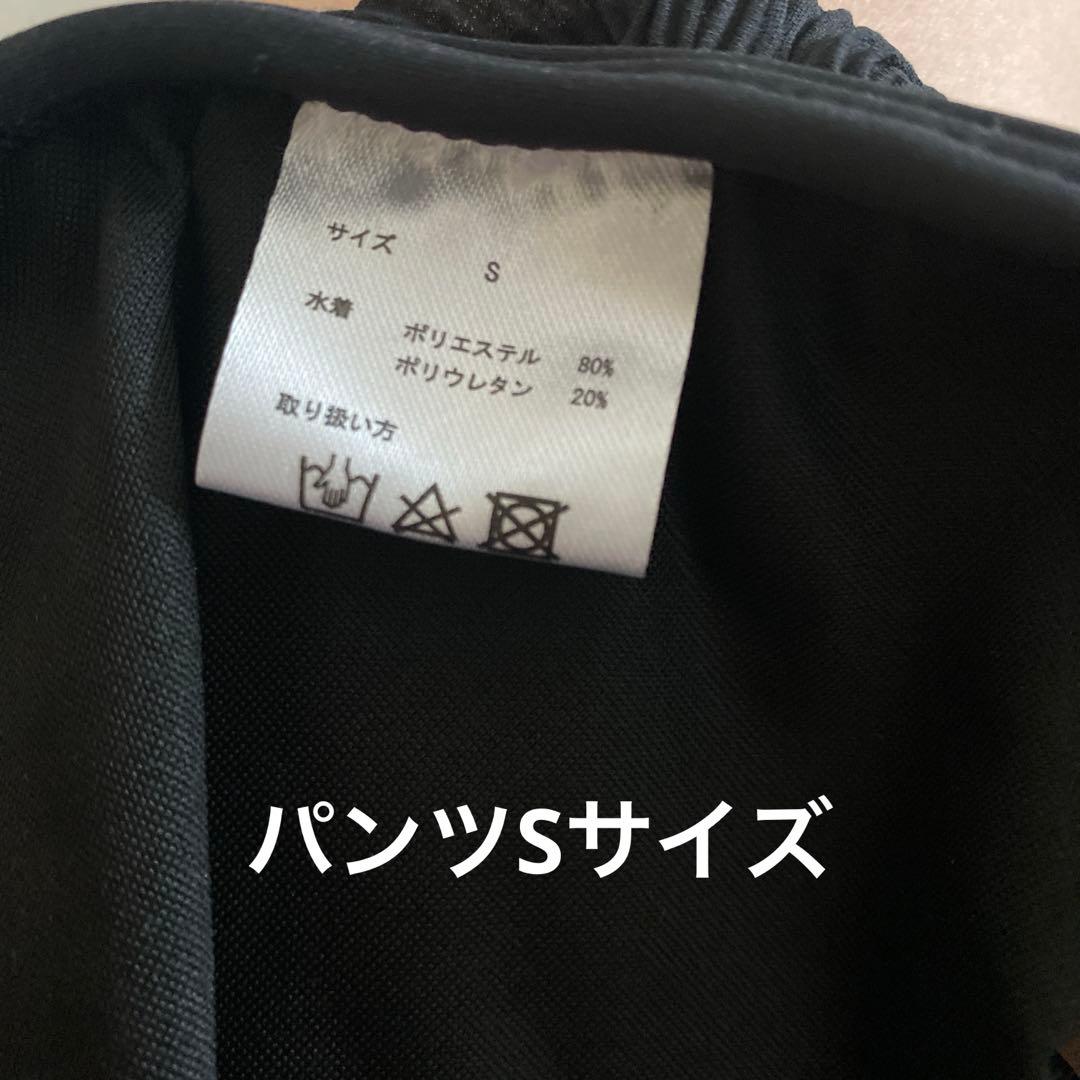 サイズ
S
水着
ポリエステル 80%
ポリウレタン 20%
取り扱い方
パンツSサイズ